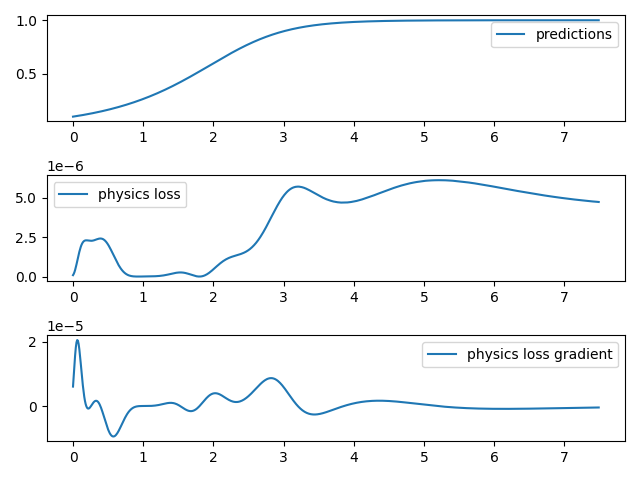 1.0
predictions
0.5
0 1 2 3 4 5 6 7
1e−6
physics loss
5.0
2.5
0.0
0 1 2 3 4 5 6 7
1e−5
2
physics loss gradient
0
0 1 2 3 4 5 6 7